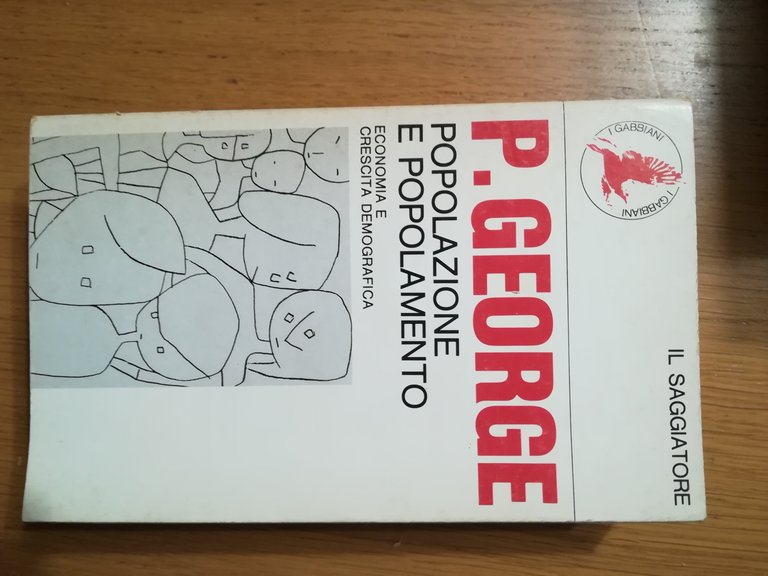 I GABBIANI
I GABBIANI
IL SAGGIATORE
P. GEORGE
POPOLAZIONE
E POPOLAMENTO
ECONOMIA E
CRESCITA DEMOGRAFICA